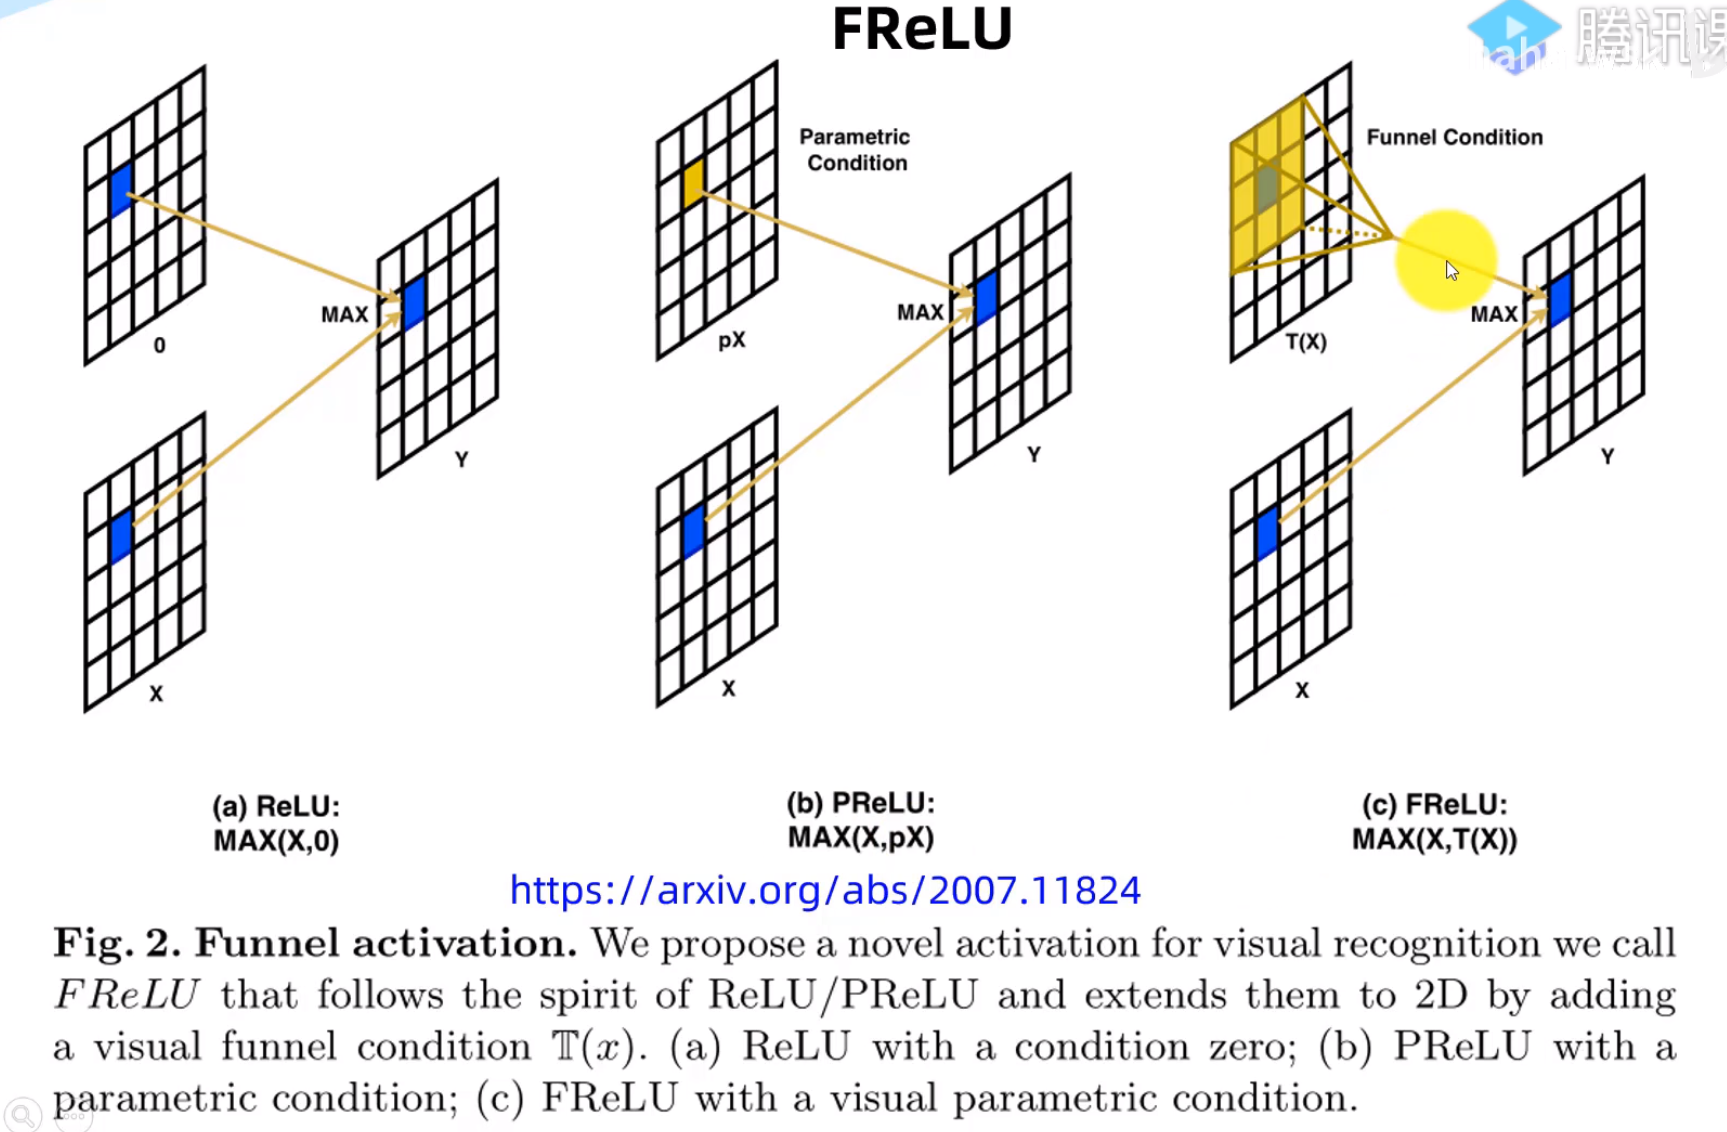 FReLU
腾讯课
Parametric
Condition
Funnel Condition
MAX
0
Y
X
MAX
pX
Y
X
MAX
T(X)
Y
X
(a) ReLU:
MAX(X,0)
(b) PReLU:
MAX(X,pX)
(c) FReLU:
MAX(X,T(X))
https://arxiv.org/abs/2007.11824
Fig. 2. Funnel activation. We propose a novel activation for visual recognition we call
FReLU that follows the spirit of ReLU/PReLU and extends them to 2D by adding
a visual funnel condition 𝕋(x). (a) ReLU with a condition zero; (b) PReLU with a
parametric condition; (c) FReLU with a visual parametric condition.